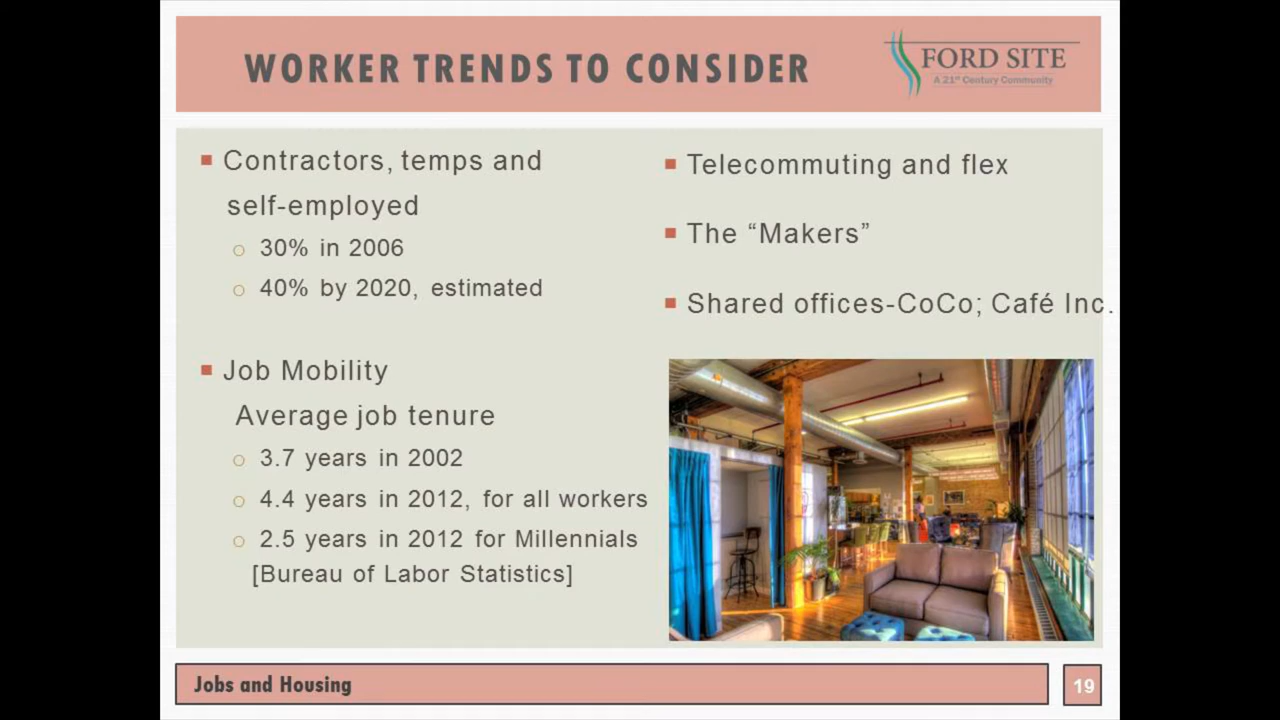 WORKER TRENDS TO CONSIDER
FORD SITE
A 21st Century Community
▪ Contractors, temps and
self-employed
○ 30% in 2006
○ 40% by 2020, estimated
▪ Job Mobility
Average job tenure
○ 3.7 years in 2002
○ 4.4 years in 2012, for all workers
○ 2.5 years in 2012 for Millennials
[Bureau of Labor Statistics]
▪ Telecommuting and flex
▪ The “Makers”
▪ Shared offices-CoCo; Café Inc.
Jobs and Housing
19